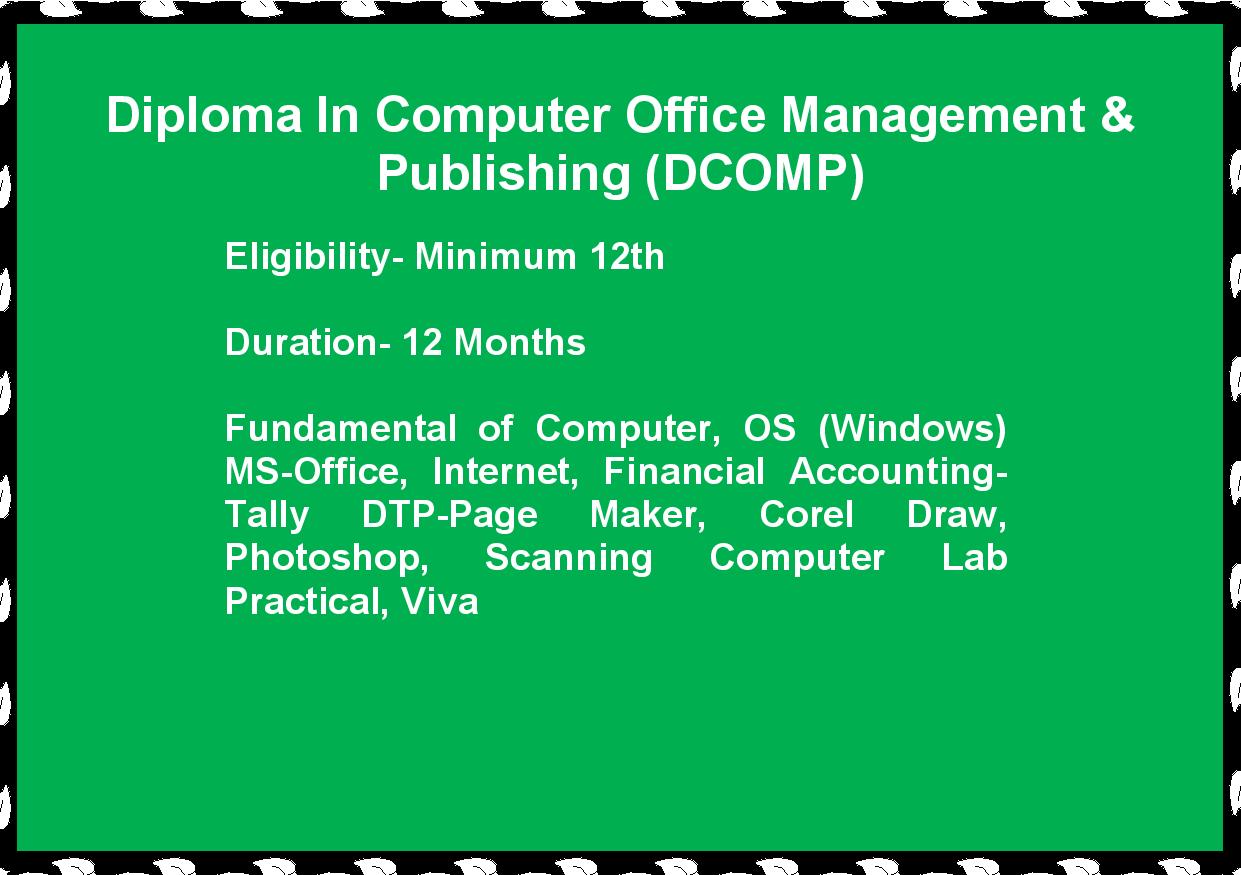 Diploma In Computer Office Management &
Publishing (DCOMP)
Eligibility- Minimum 12th
Duration- 12 Months
Fundamental of Computer, OS (Windows)
MS-Office, Internet, Financial Accounting-
Tally DTP-Page Maker, Corel Draw,
Photoshop, Scanning Computer Lab
Practical, Viva